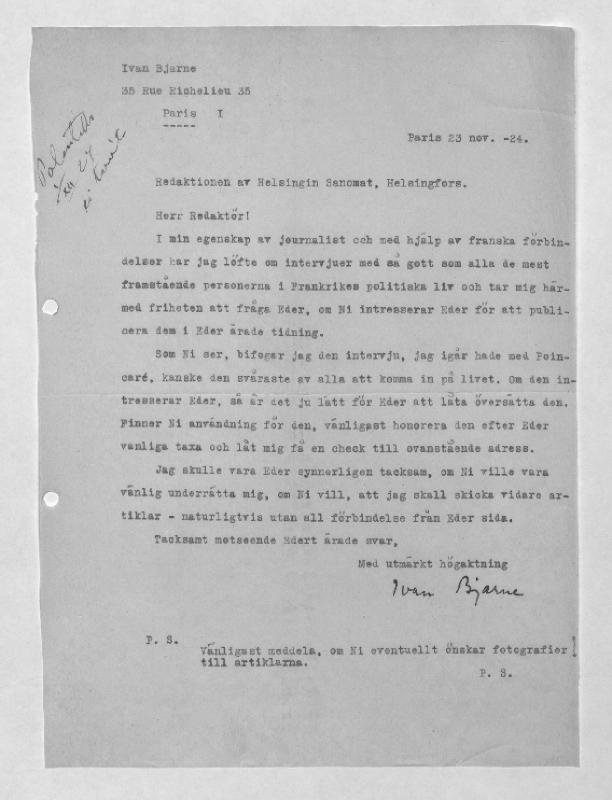 Ivan Bjarne
35 Rue Richelieu 35
Paris I
Paris 23 nov. -24.
Redaktionen av Helsingin Sanomat, Helsingfors.
Herr Redaktör!
I min egenskap av journalist och med hjälp av franska förbin-
delser har jag löfte om intervjuer med så gott som alla de mest
framstående personerna i Frankrikes politiska liv och tar mig här-
med friheten att fråga Eder, om Ni intresserar Eder för att publi-
cera dem i Eder ärade tidning.
Som Ni ser, bifogar jag den intervju, jag igår hade med Poin-
caré, kanske den svåraste av alla att komma in på livet. Om den in-
tresserar Eder, så är det ju lätt för Eder att låta översätta den.
Finner Ni användning för den, vänligast honorera den efter Eder
vanliga taxa och låt mig få en check till ovanstående adress.
Jag skulle vara Eder synnerligen tacksam, om Ni ville vara
vänlig underrätta mig, om Ni vill, att jag skall skicka vidare ar-
tiklar - naturligtvis utan all förbindelse från Eder sida.
Tacksamt motseende Edert ärade svar,
Med utmärkt högaktning
Ivan Bjarne
P. S.
Vänligast meddela, om Ni eventuellt önskar fotografier
till artiklarna.
P. S.